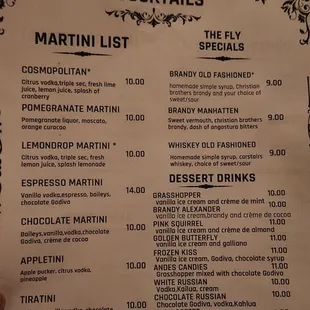 COCKTAILS
MARTINI LIST
COSMOPOLITAN*
Citrus vodka, triple sec, fresh lime
juice, lemon juice, splash of
cranberry
10.00
POMEGRANATE MARTINI
Pomegranate liquor, moscato,
orange curacao
10.00
LEMONDROP MARTINI *
Citrus vodka, triple sec, fresh
lemon juice, splash lemonade
10.00
ESPRESSO MARTINI
Vanilla vodka, espresso, baileys,
chocolate Godiva
14.00
CHOCOLATE MARTINI
Baileys, vanilla, vodka, chocolate
Godiva, crème de cocoa
10.00
APPLETINI
Apple pucker, citrus vodka,
pineapple
10.00
TIRATINI
10.00
THE FLY
SPECIALS
BRANDY OLD FASHIONED*
homemade simple syrup, Christian
brothers brandy and your choice of
sweet/sour
9.00
BRANDY MANHATTEN
Sweet vermouth, christian brothers
brandy, dash of angostura bitters
9.00
WHISKEY OLD FASHIONED
Homemade simple syrup, corstairs
whiskey, choice of sweet/sour
9.00
DESSERT DRINKS
GRASSHOPPER 10.00
vanilla ice cream and crème de mint
BRANDY ALEXANDER 10.00
vanilla ice cream, brandy and crème de cocoa
PINK SQUIRREL 11.00
vanilla ice cream and crème de almond
GOLDEN BUTTERFLY 11.00
vanilla ice cream and galliano
FROZEN KISS 11.00
Vanilla ice cream, Godiva, chocolate syrup
ANDES CANDIES 11.00
Grasshopper mixed with chocolate Godiva
WHITE RUSSIAN 10.00
Vodka, Kailua, cream
CHOCOLATE RUSSIAN 10.00
Chocolate Godiva, vodka, Kahlua